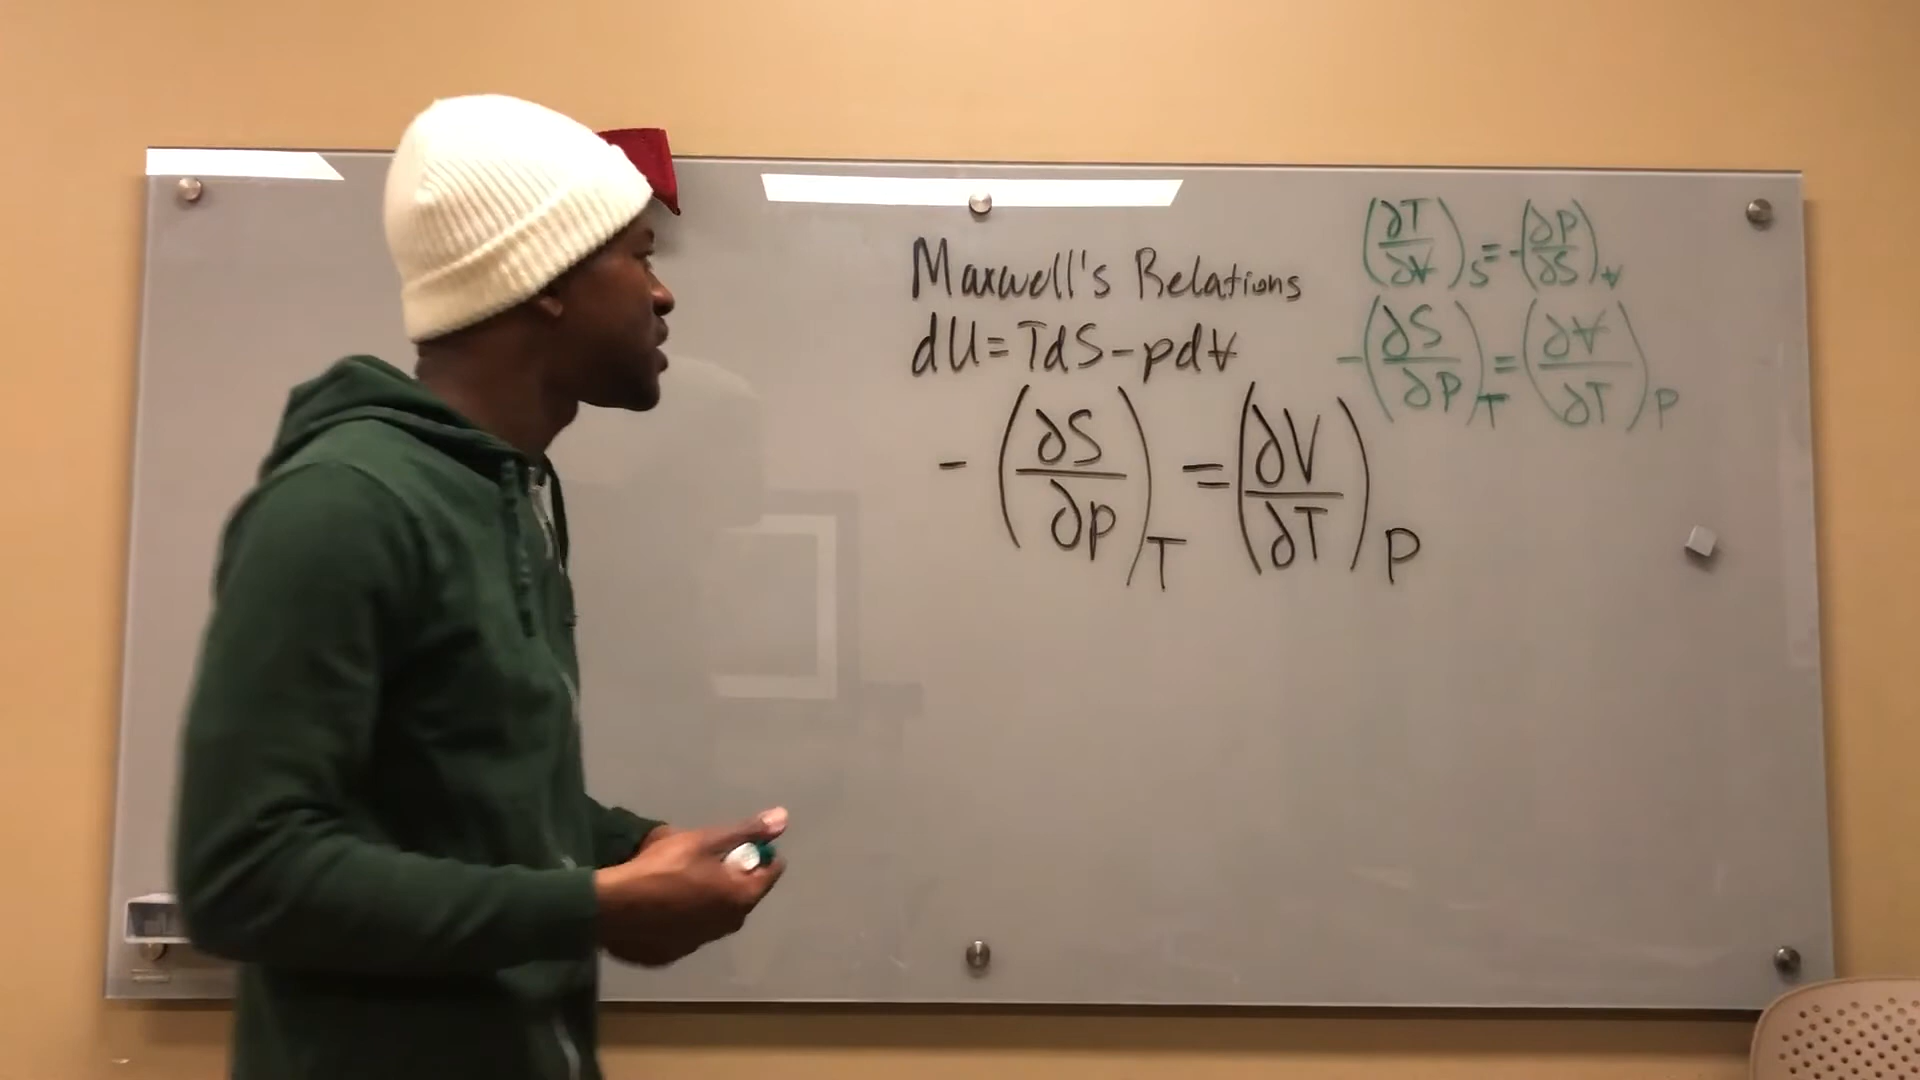 Maxwell's Relations
dU = TdS - pdV
-(∂S/∂p)_T = (∂V/∂T)_P
(∂T/∂V)_S = -(∂P/∂S)_V
-(∂S/∂P)_T = (∂V/∂T)_P